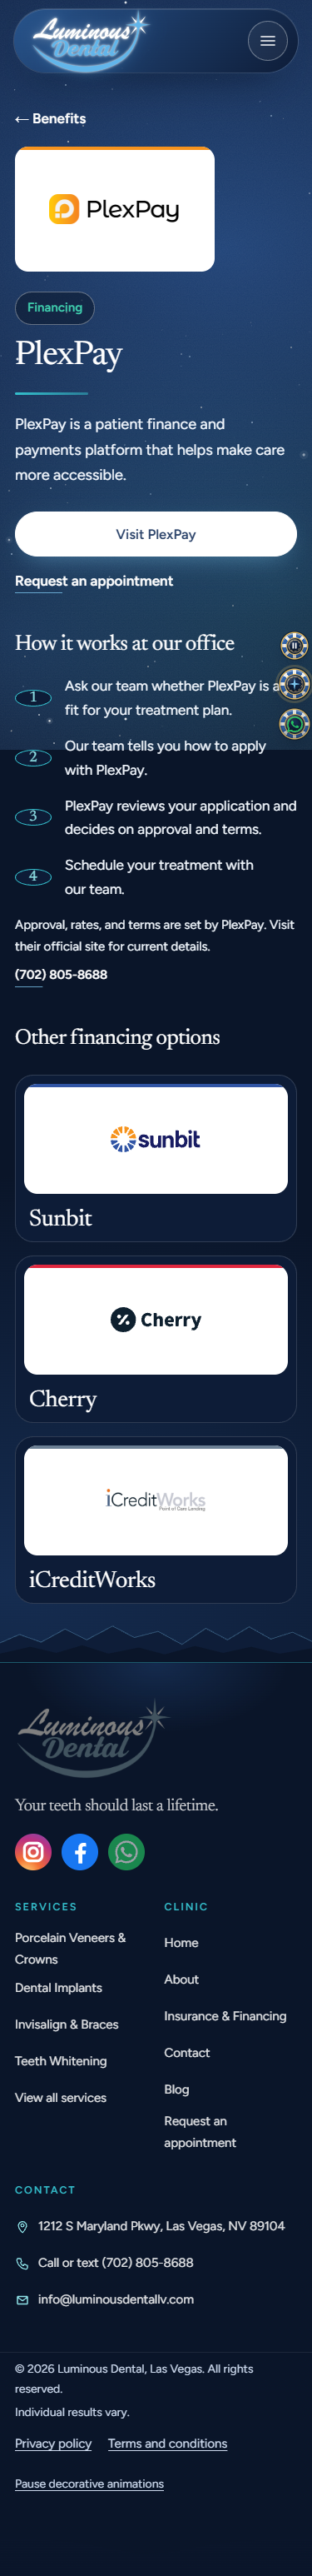 Luminous
Dental
← Benefits
PlexPay
Financing
PlexPay
PlexPay is a patient finance and
payments platform that helps make care
more accessible.
Visit PlexPay
Request an appointment
How it works at our office
1
Ask our team whether PlexPay is a
fit for your treatment plan.
2
Our team tells you how to apply
with PlexPay.
3
PlexPay reviews your application and
decides on approval and terms.
4
Schedule your treatment with
our team.
Approval, rates, and terms are set by PlexPay. Visit
their official site for current details.
(702) 805-8688
Other financing options
sunbit
Sunbit
Cherry
Cherry
iCreditWorks
Point of Care Lending
iCreditWorks
Luminous
Dental
Your teeth should last a lifetime.
SERVICES
Porcelain Veneers &
Crowns
Dental Implants
Invisalign & Braces
Teeth Whitening
View all services
CLINIC
Home
About
Insurance & Financing
Contact
Blog
Request an
appointment
CONTACT
1212 S Maryland Pkwy, Las Vegas, NV 89104
Call or text (702) 805-8688
info@luminousdentallv.com
© 2026 Luminous Dental, Las Vegas. All rights
reserved.
Individual results vary.
Privacy policy Terms and conditions
Pause decorative animations